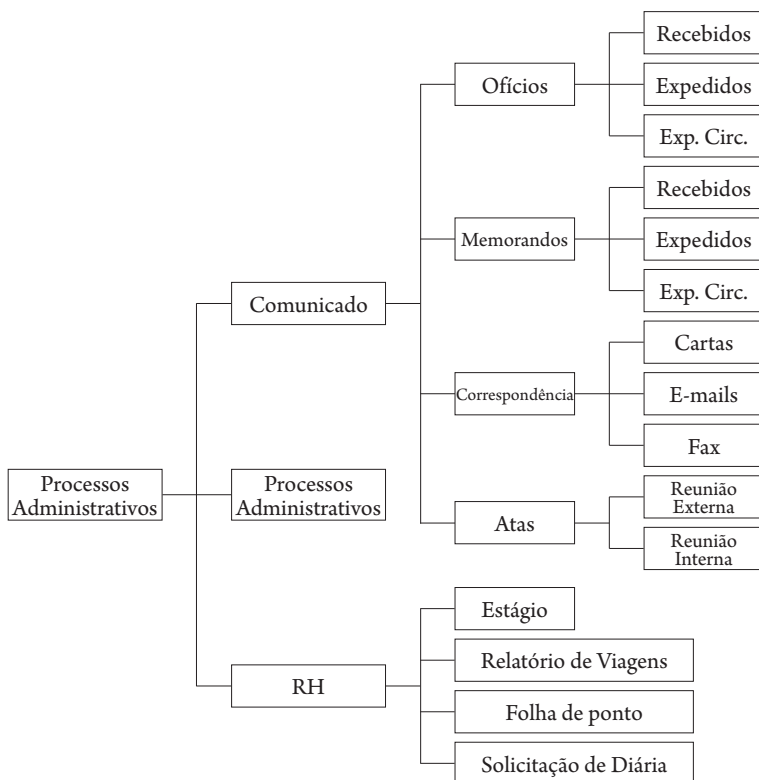 Recebidos
Ofícios
Expedidos
Exp. Circ.
Recebidos
Memorandos
Expedidos
Exp. Circ.
Comunicado
Cartas
Correspondência
E-mails
Fax
Processos
Administrativos
Processos
Administrativos
Reunião
Externa
Atas
Reunião
Interna
Estágio
Relatório de Viagens
RH
Folha de ponto
Solicitação de Diária